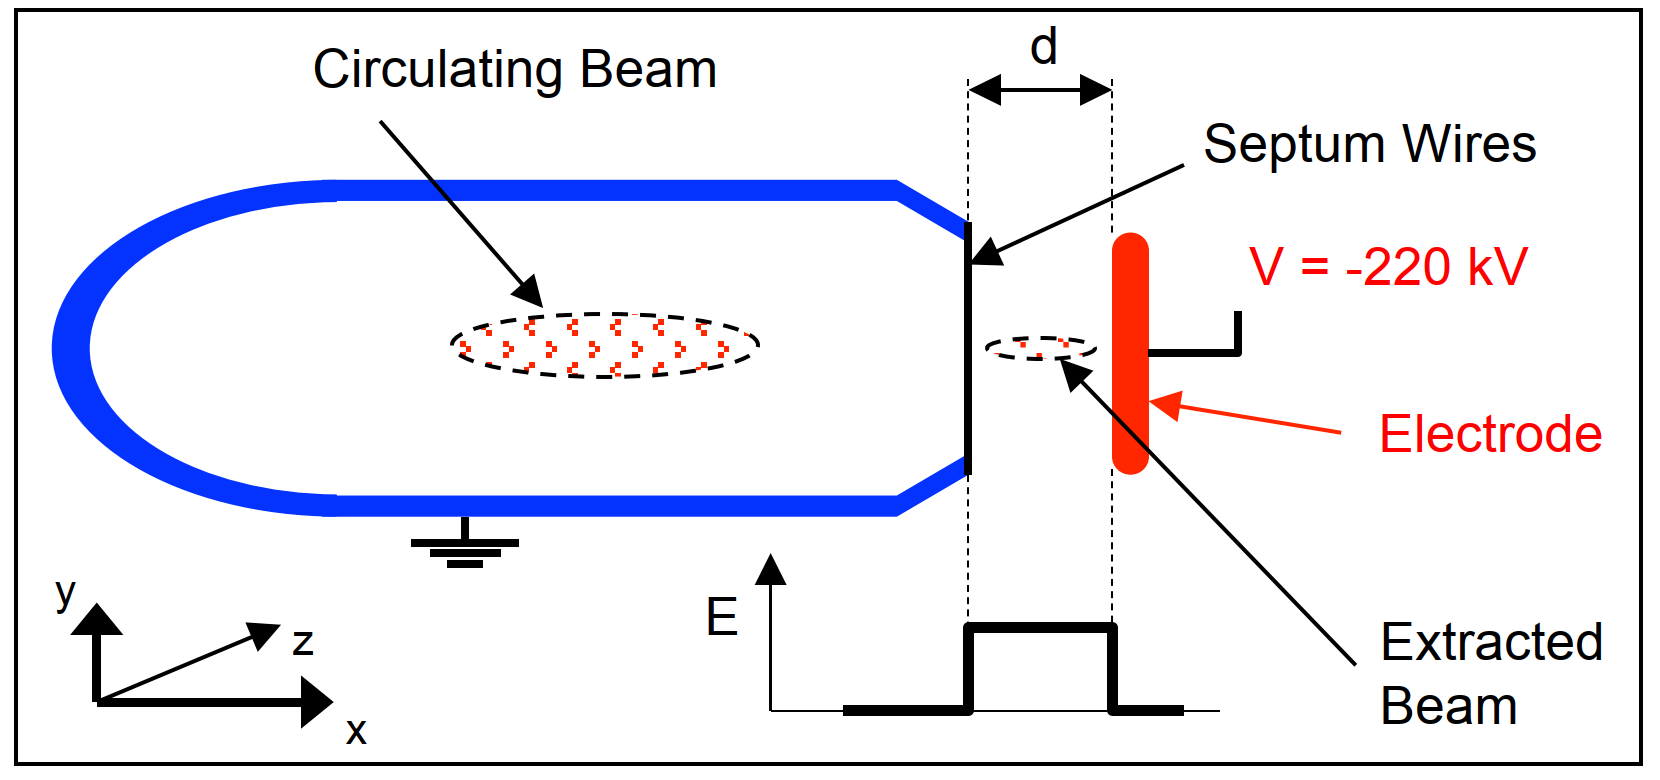 Circulating Beam
d
Septum Wires
V = -220 kV
Electrode
y
z
x
E
Extracted
Beam